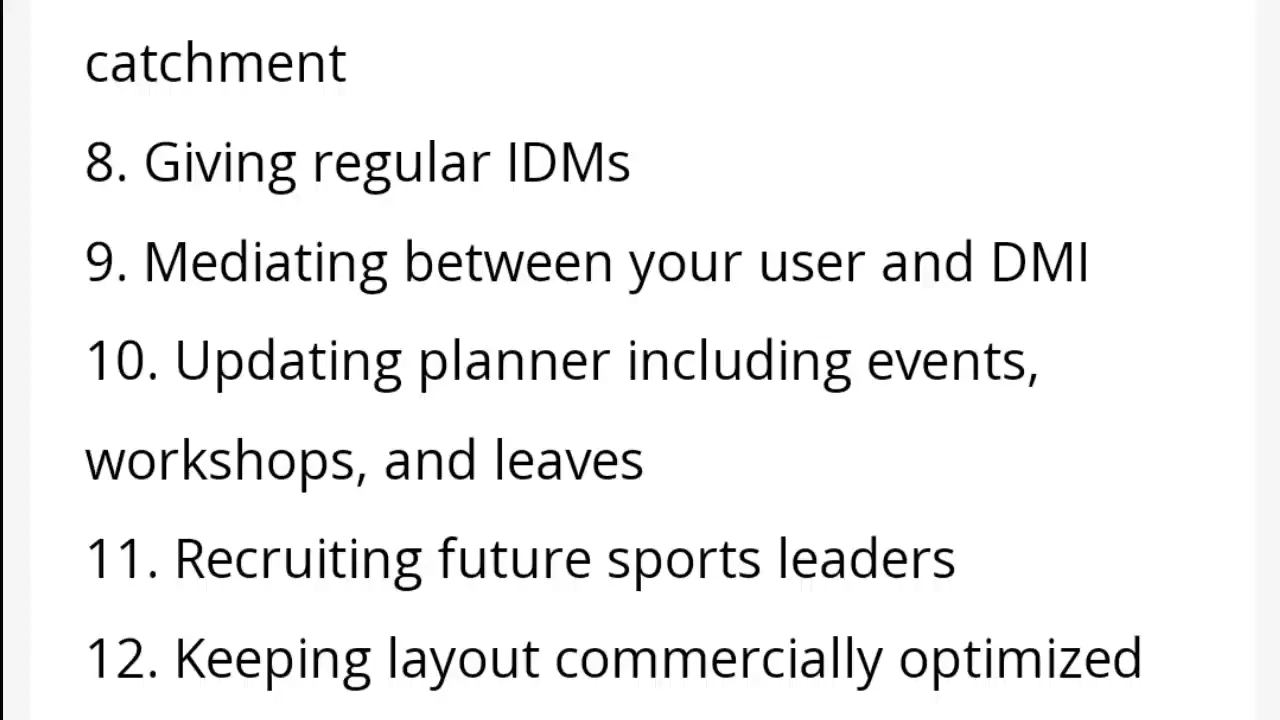 catchment
8. Giving regular IDMs
9. Mediating between your user and DMI
10. Updating planner including events,
workshops, and leaves
11. Recruiting future sports leaders
12. Keeping layout commercially optimized